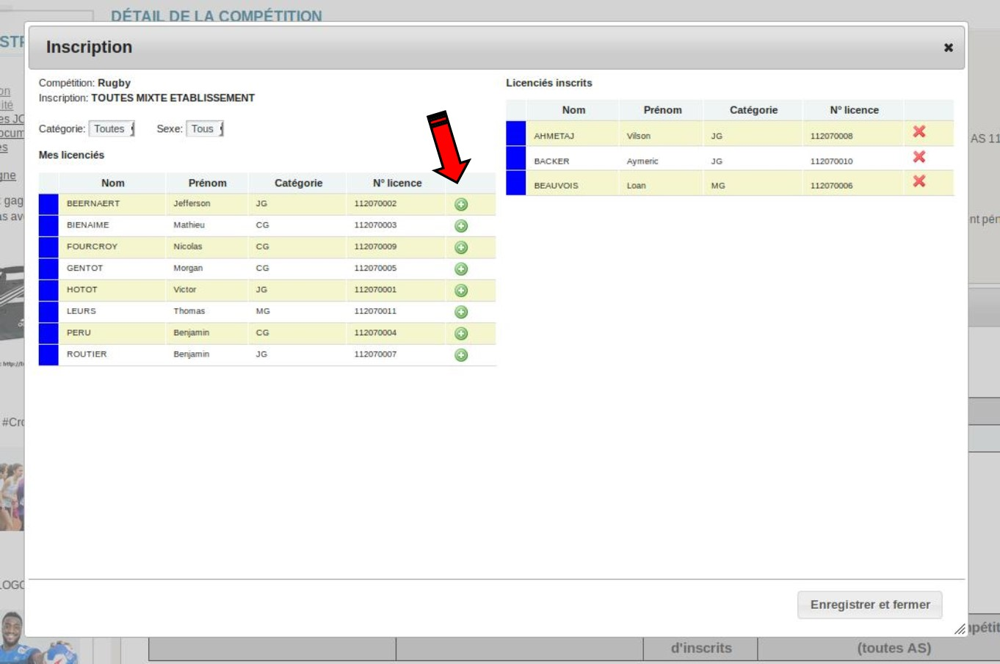 DÉTAIL DE LA COMPÉTITION
Inscription
Compétition: Rugby
Inscription: TOUTES MIXTE ETABLISSEMENT
Catégorie: Toutes Sexe: Tous
Mes licenciés
Nom Prénom Catégorie N° licence
BEERNAERT Jefferson JG 112070002
BIENAIME Mathieu CG 112070003
FOURCROY Nicolas CG 112070009
GENTOT Morgan CG 112070005
HOTOT Victor JG 112070001
LEURS Thomas MG 112070011
PERU Benjamin CG 112070004
ROUTIER Benjamin JG 112070007
Licenciés inscrits
Nom Prénom Catégorie N° licence
AHMETAJ Vilson JG 112070008
BACKER Aymeric JG 112070010
BEAUVOIS Loan MG 112070006
AS 11
#Cro
Enregistrer et fermer
d'inscrits
(toutes AS)